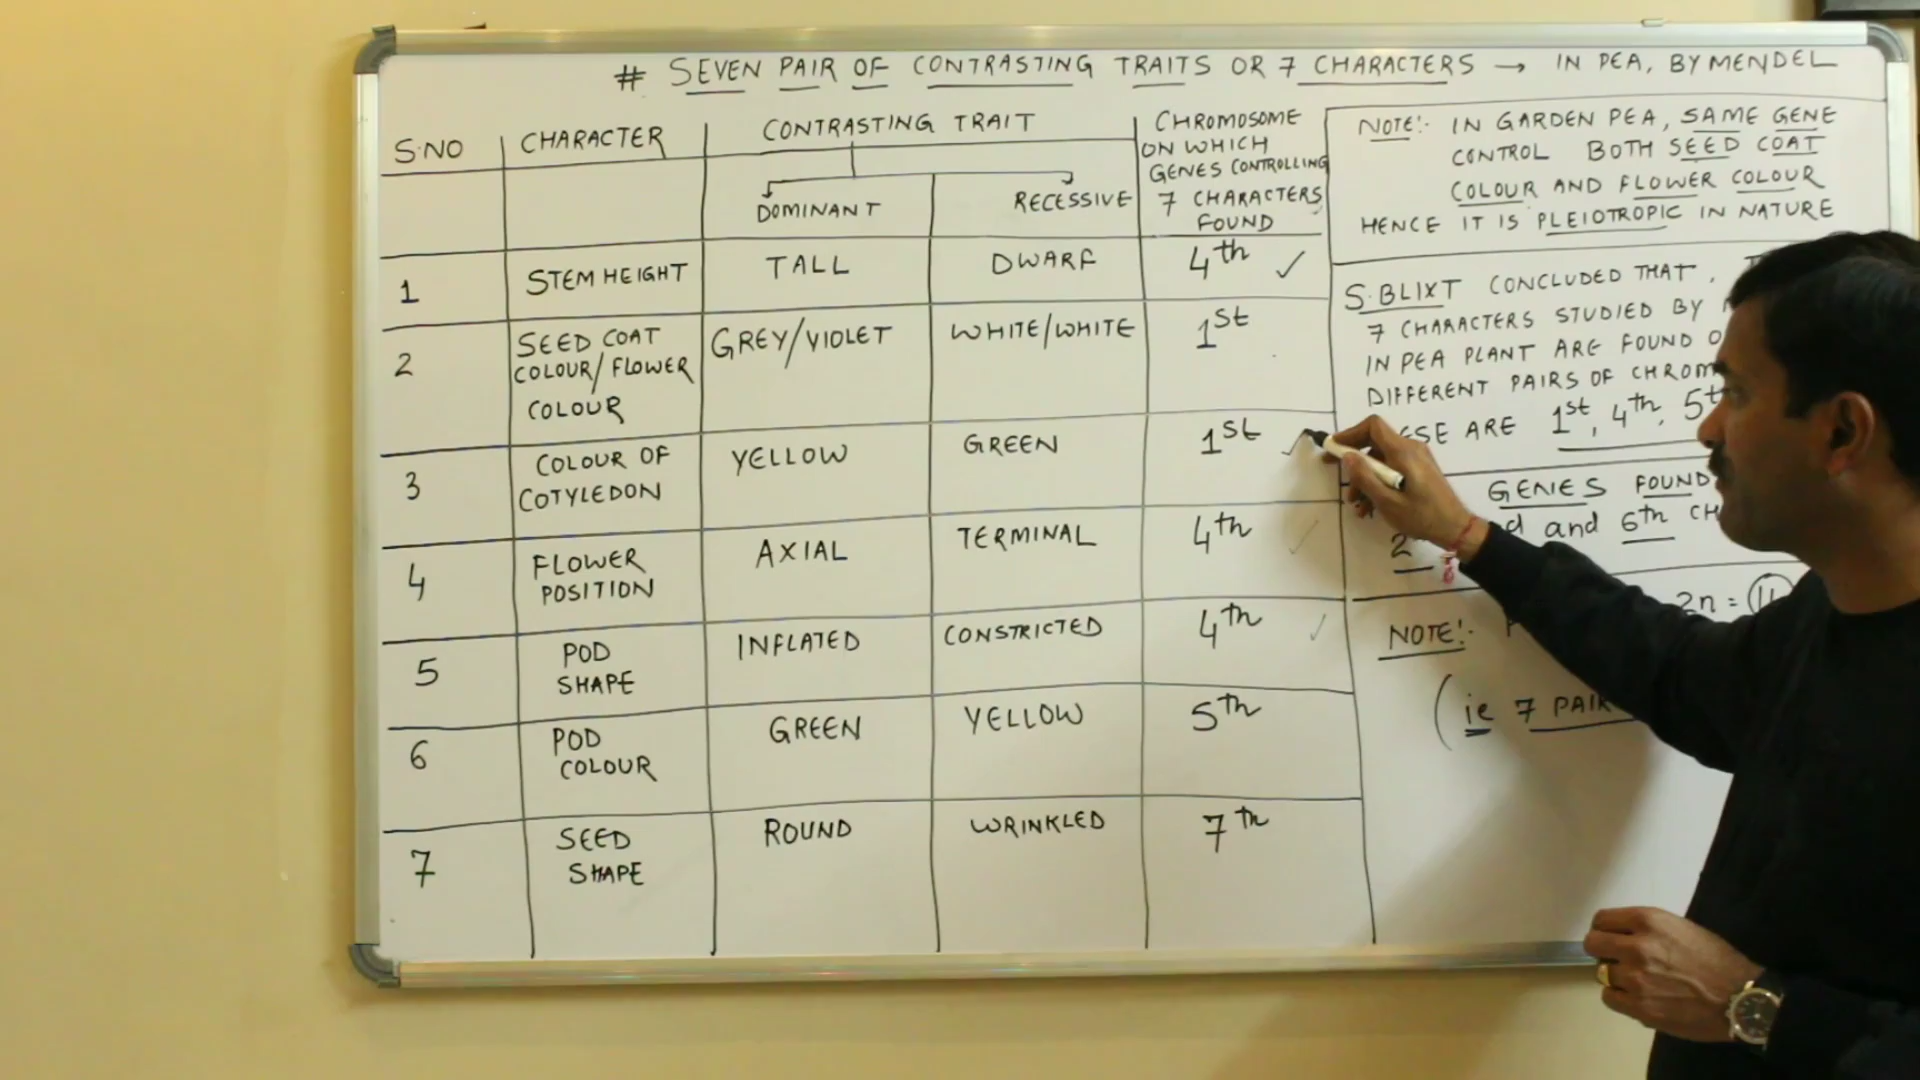 # SEVEN PAIR OF CONTRASTING TRAITS OR 7 CHARACTERS → IN PEA, BY MENDEL
S.NO
CHARACTER
CONTRASTING TRAIT
DOMINANT
RECESSIVE
CHROMOSOME
ON WHICH
GENES CONTROLLING
7 CHARACTERS
FOUND
1
STEM HEIGHT
TALL
DWARF
4th ✓
2
SEED COAT
COLOUR/FLOWER
COLOUR
GREY/VIOLET
WHITE/WHITE
1st
3
COLOUR OF
COTYLEDON
YELLOW
GREEN
1st ✓
4
FLOWER
POSITION
AXIAL
TERMINAL
4th ✓
5
POD
SHAPE
INFLATED
CONSTRICTED
4th ✓
6
POD
COLOUR
GREEN
YELLOW
5th
7
SEED
SHAPE
ROUND
WRINKLED
7th
NOTE:- IN GARDEN PEA, SAME GENE
CONTROL BOTH SEED COAT
COLOUR AND FLOWER COLOUR
HENCE IT IS PLEIOTROPIC IN NATURE
S.BLIXT CONCLUDED THAT,
7 CHARACTERS STUDIED BY
IN PEA PLANT ARE FOUND
DIFFERENT PAIRS OF
ARE 1st, 4th, 5th
GENES FOUND
and 6th
2n = 
NOTE:-
(ie 7 PAIR